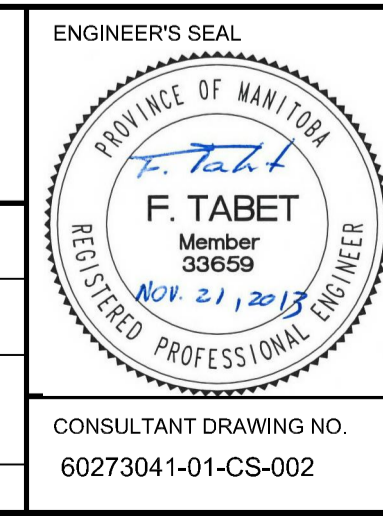 ENGINEER'S SEAL
PROVINCE OF MANITOBA
F. Tabet
F. TABET
Member
33659
NOV. 21, 2013
REGISTERED PROFESSIONAL ENGINEER
CONSULTANT DRAWING NO.
60273041-01-CS-002